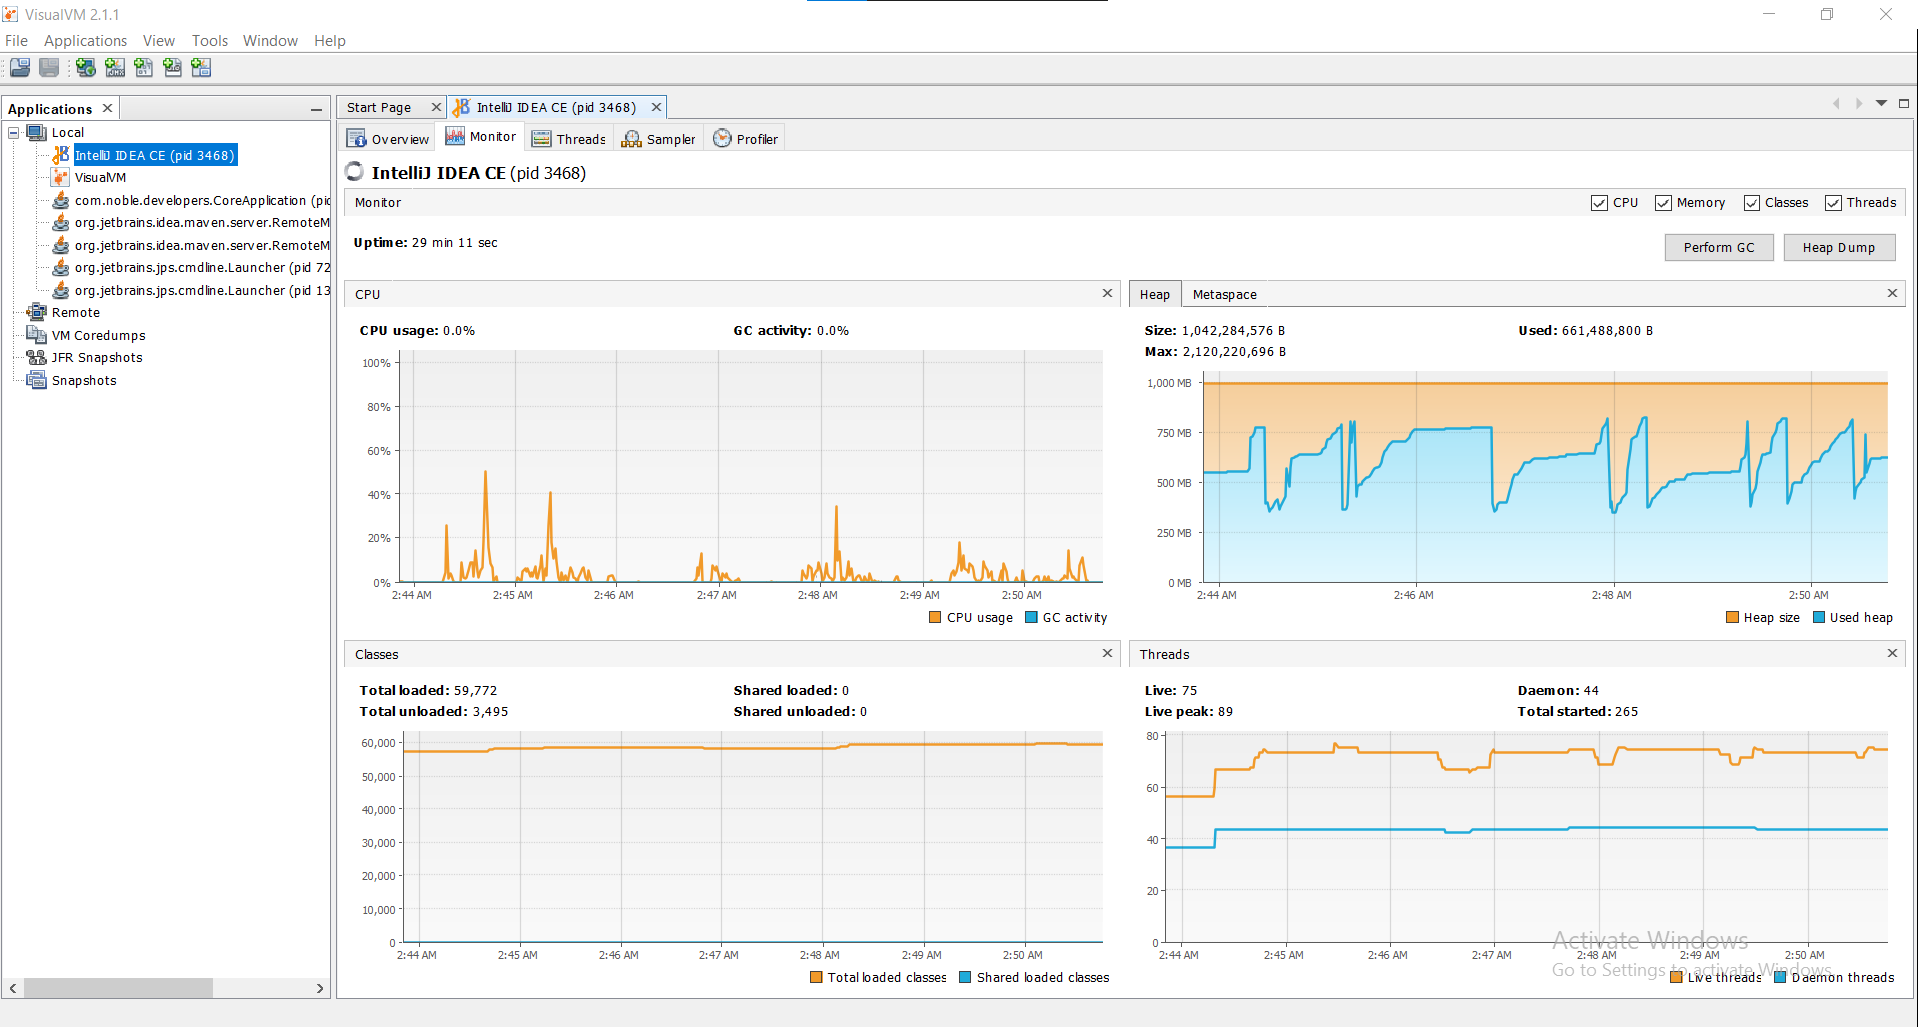 VisualVM 2.1.1
File Applications View Tools Window Help
Applications
Local
IntelliJ IDEA CE (pid 3468)
VisualVM
com.noble.developers.CoreApplication (pid
org.jetbrains.idea.maven.server.RemoteM
org.jetbrains.idea.maven.server.RemoteM
org.jetbrains.jps.cmdline.Launcher (pid 72
org.jetbrains.jps.cmdline.Launcher (pid 13
Remote
VM Coredumps
JFR Snapshots
Snapshots
Start Page IntelliJ IDEA CE (pid 3468)
Overview Monitor Threads Sampler Profiler
IntelliJ IDEA CE (pid 3468)
Monitor CPU Memory Classes Threads
Uptime: 29 min 11 sec
Perform GC Heap Dump
CPU
CPU usage: 0.0% GC activity: 0.0%
100%
80%
60%
40%
20%
0%
2:44 AM 2:45 AM 2:46 AM 2:47 AM 2:48 AM 2:49 AM 2:50 AM
CPU usage GC activity
Heap Metaspace
Size: 1,042,284,576 B Used: 661,488,800 B
Max: 2,120,220,696 B
1,000 MB
750 MB
500 MB
250 MB
0 MB
2:44 AM 2:46 AM 2:48 AM 2:50 AM
Heap size Used heap
Classes
Total loaded: 59,772 Shared loaded: 0
Total unloaded: 3,495 Shared unloaded: 0
60,000
50,000
40,000
30,000
20,000
10,000
0
2:44 AM 2:45 AM 2:46 AM 2:47 AM 2:48 AM 2:49 AM 2:50 AM
Total loaded classes Shared loaded classes
Threads
Live: 75 Daemon: 44
Live peak: 89 Total started: 265
80
60
40
20
0
2:44 AM 2:45 AM 2:46 AM 2:47 AM 2:48 AM 2:49 AM 2:50 AM
Live threads Daemon threads
Activate Windows
Go to Settings to activate Windows.